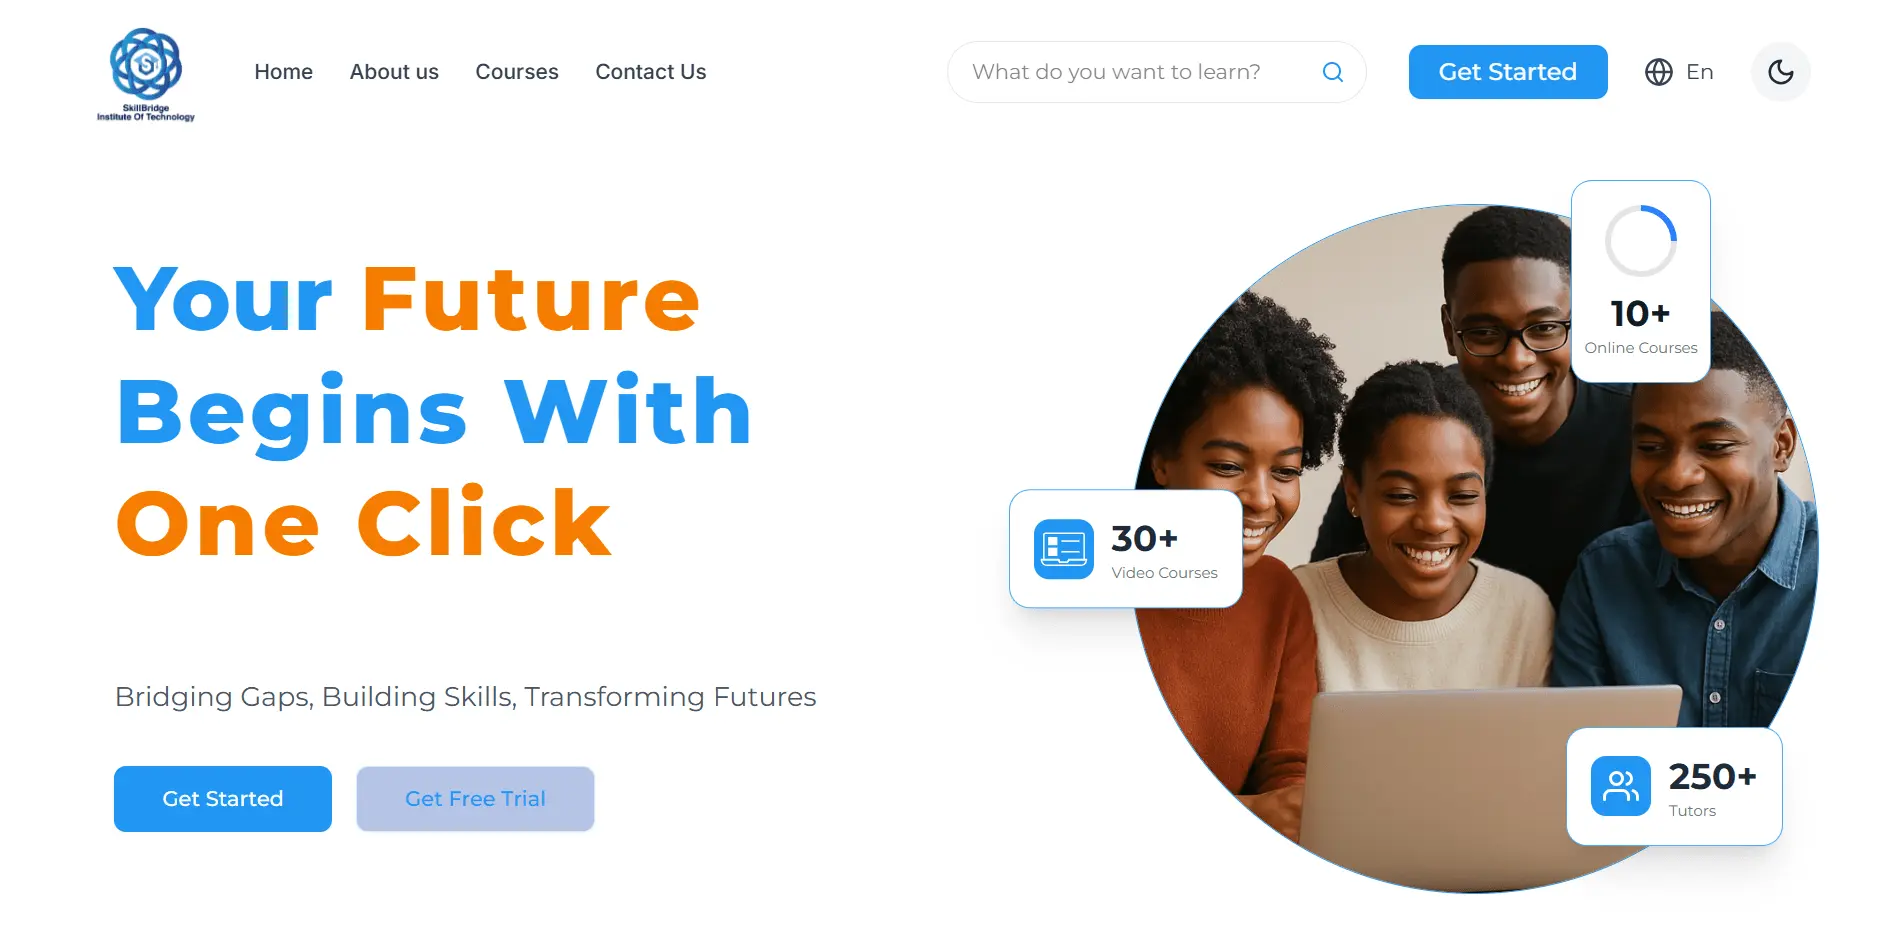 SkillBridge
Institute Of Technology
Home
About us
Courses
Contact Us
What do you want to learn?
Get Started
En
Your Future
Begins With
One Click
Bridging Gaps, Building Skills, Transforming Futures
Get Started
Get Free Trial
10+
Online Courses
30+
Video Courses
250+
Tutors